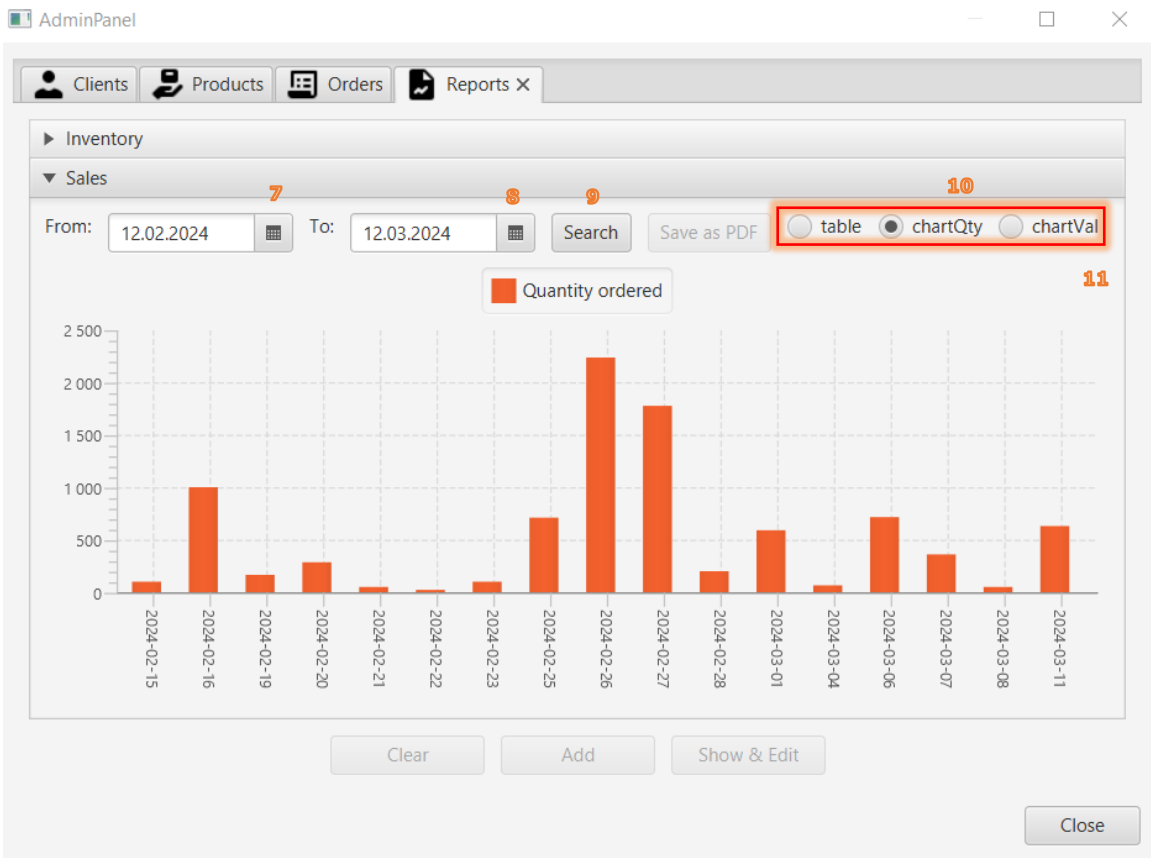 AdminPanel
Clients Products Orders Reports
Inventory
Sales
7 8 9 10
From: 12.02.2024 To: 12.03.2024 Search Save as PDF table chartQty chartVal
11
Quantity ordered
2 500
2 000
1 500
1 000
500
0
2024-02-15
2024-02-16
2024-02-19
2024-02-20
2024-02-21
2024-02-22
2024-02-23
2024-02-25
2024-02-26
2024-02-27
2024-02-28
2024-03-01
2024-03-04
2024-03-06
2024-03-07
2024-03-08
2024-03-11
Clear Add Show & Edit
Close